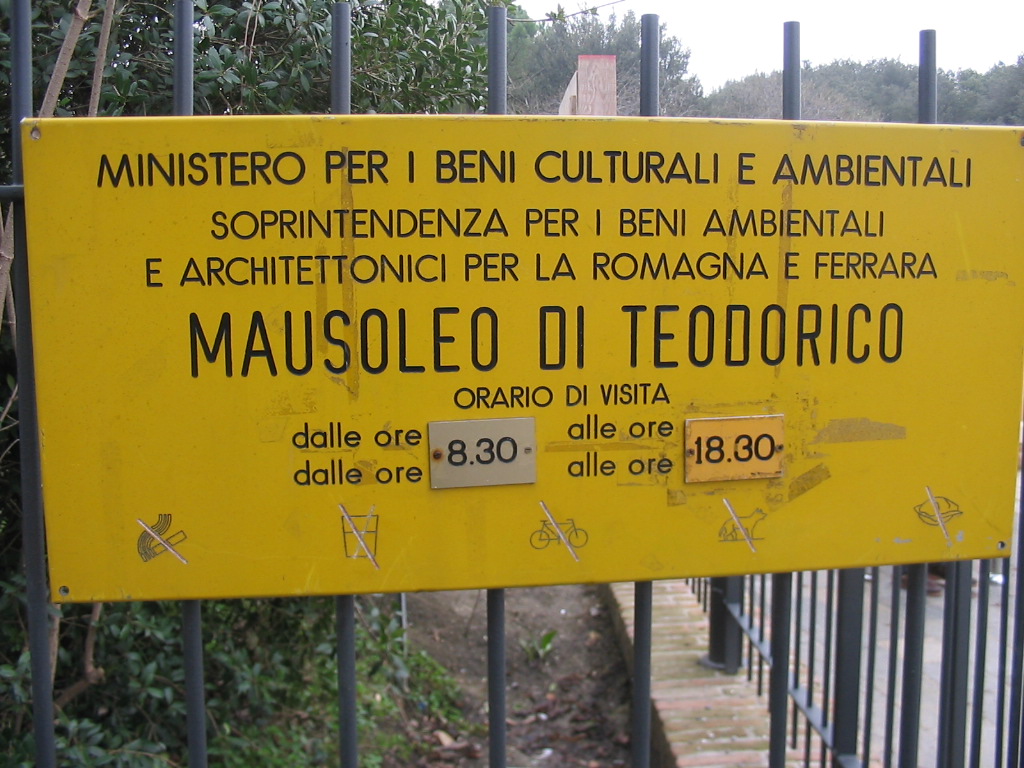 MINISTERO PER I BENI CULTURALI E AMBIENTALI
SOPRINTENDENZA PER I BENI AMBIENTALI
E ARCHITETTONICI PER LA ROMAGNA E FERRARA
MAUSOLEO DI TEODORICO
ORARIO DI VISITA
dalle ore 8.30 alle ore 18.30
dalle ore alle ore